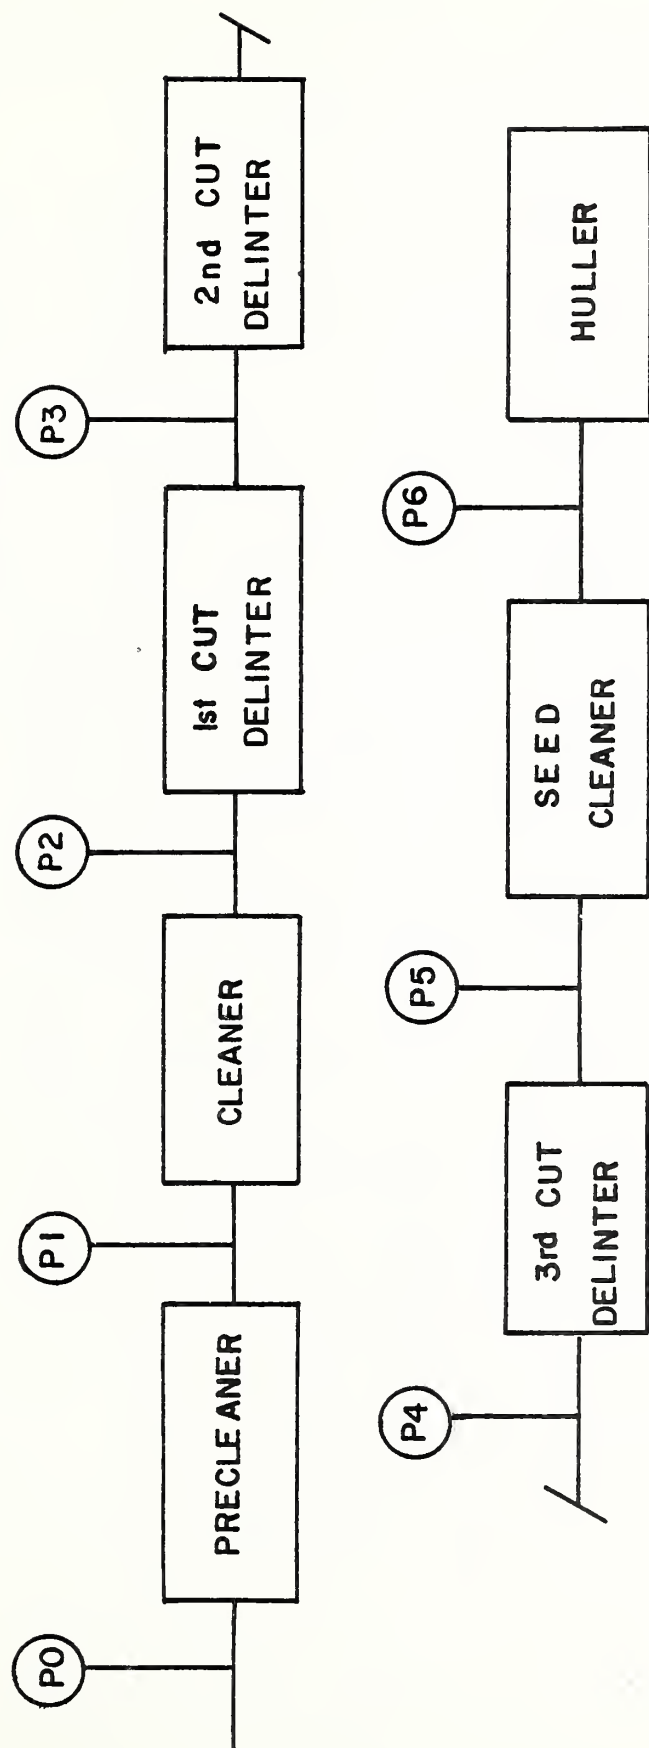 P0
PRECLEANER
P1
CLEANER
P2
1st CUT
DELINTER
P3
2nd CUT
DELINTER
P4
3rd CUT
DELINTER
P5
SEED
CLEANER
P6
HULLER